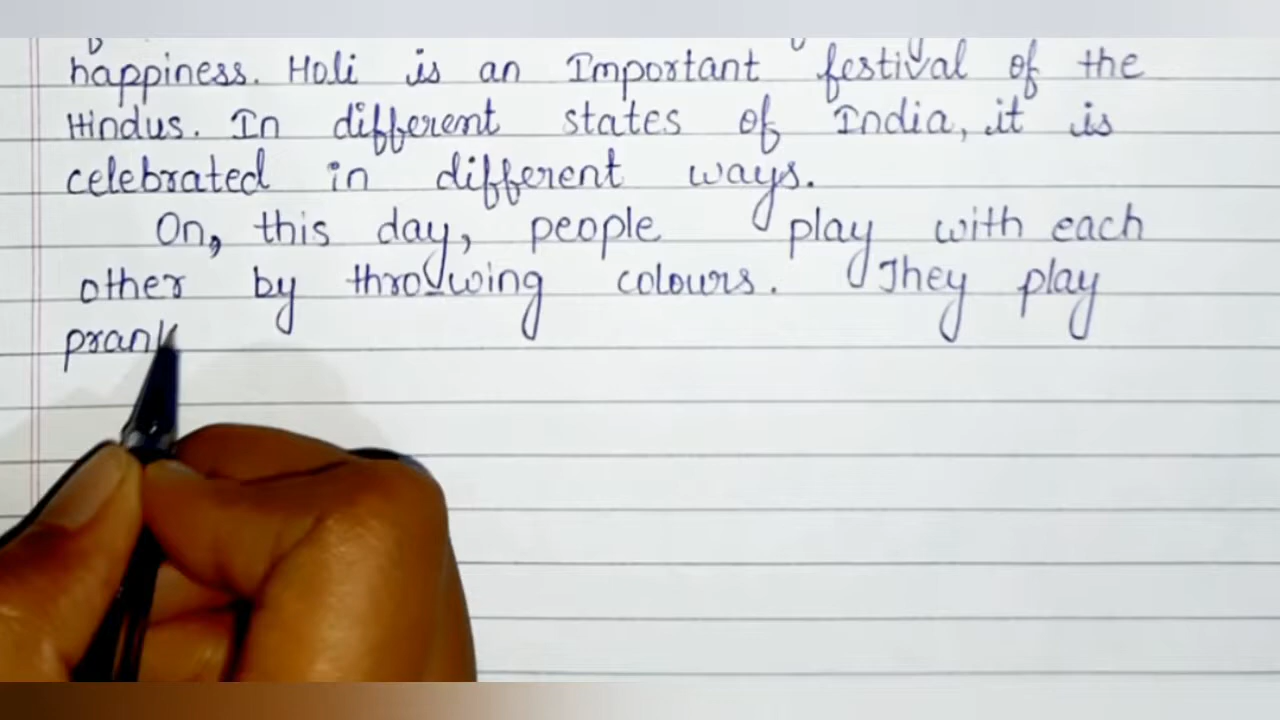 happiness. Holi is an Important festival of the
Hindus. In different states of India, it is
celebrated in different ways.
On, this day, people play with each
other by throwing colours. They play
prank